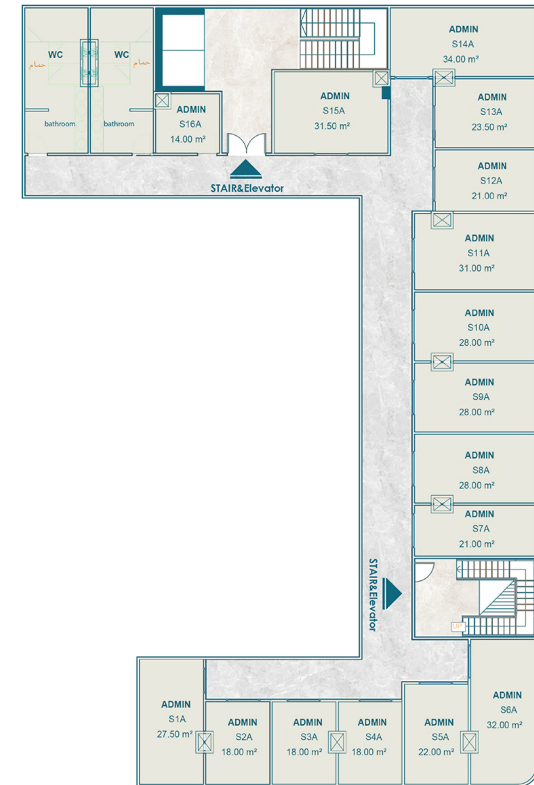 WC
حمام
bathroom
WC
حمام
bathroom
ADMIN
S16A
14.00 m²
ADMIN
S15A
31.50 m²
ADMIN
S14A
34.00 m²
ADMIN
S13A
23.50 m²
ADMIN
S12A
21.00 m²
STAIR&Elevator
ADMIN
S11A
31.00 m²
ADMIN
S10A
28.00 m²
ADMIN
S9A
28.00 m²
ADMIN
S8A
28.00 m²
ADMIN
S7A
21.00 m²
STAIR&Elevator
UP
ADMIN
S1A
27.50 m²
ADMIN
S2A
18.00 m²
ADMIN
S3A
18.00 m²
ADMIN
S4A
18.00 m²
ADMIN
S5A
22.00 m²
ADMIN
S6A
32.00 m²